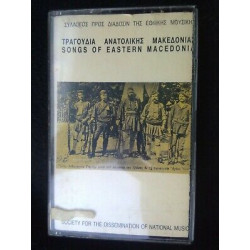 ΣΥΛΛΟΓΟΣ ΠΡΟΣ ΔΙΑΔΟΣΙΝ ΤΗΣ ΕΘΝΙΚΗΣ ΜΟΥΣΙΚΗΣ
ΤΡΑΓΟΥΔΙΑ ΑΝΑΤΟΛΙΚΗΣ ΜΑΚΕΔΟΝΙΑΣ
SONGS OF EASTERN MACEDONIA
SOCIETY FOR THE DISSEMINATION OF NATIONAL MUSIC